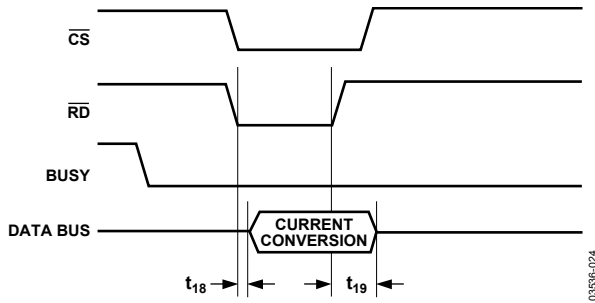 CS
RD
BUSY
DATA BUS
CURRENT
CONVERSION
t18
t19
03536-024